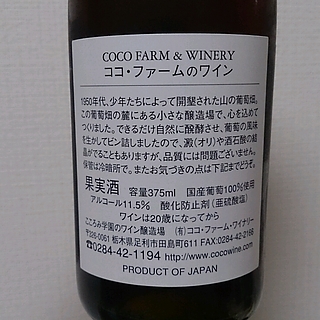 COCO FARM & WINERY
ココ・ファームのワイン
1950年代、少年たちによって開墾された山の葡萄畑。
この葡萄畑の麓にある小さな醸造場で、心を込めて
つくりました。できるだけ自然に醗酵させ、葡萄の風味
を生かしてビン詰しましたので、澱(オリ)や酒石酸の結
晶がでることもありますが、品質には問題ございません。
保管は冷暗所で。またお気づきの点は下記までどうぞ。
果実酒 容量375ml 国産葡萄100%使用
アルコール11.5% 酸化防止剤(亜硫酸塩)
ワインは20歳になってから
こころみ学園のワイン醸造場 (有)ココ・ファーム・ワイナリー
〒326-0061 栃木県足利市田島町611 FAX:0284-42-2166
☎0284-42-1194 http://www.cocowine.com
PRODUCT OF JAPAN